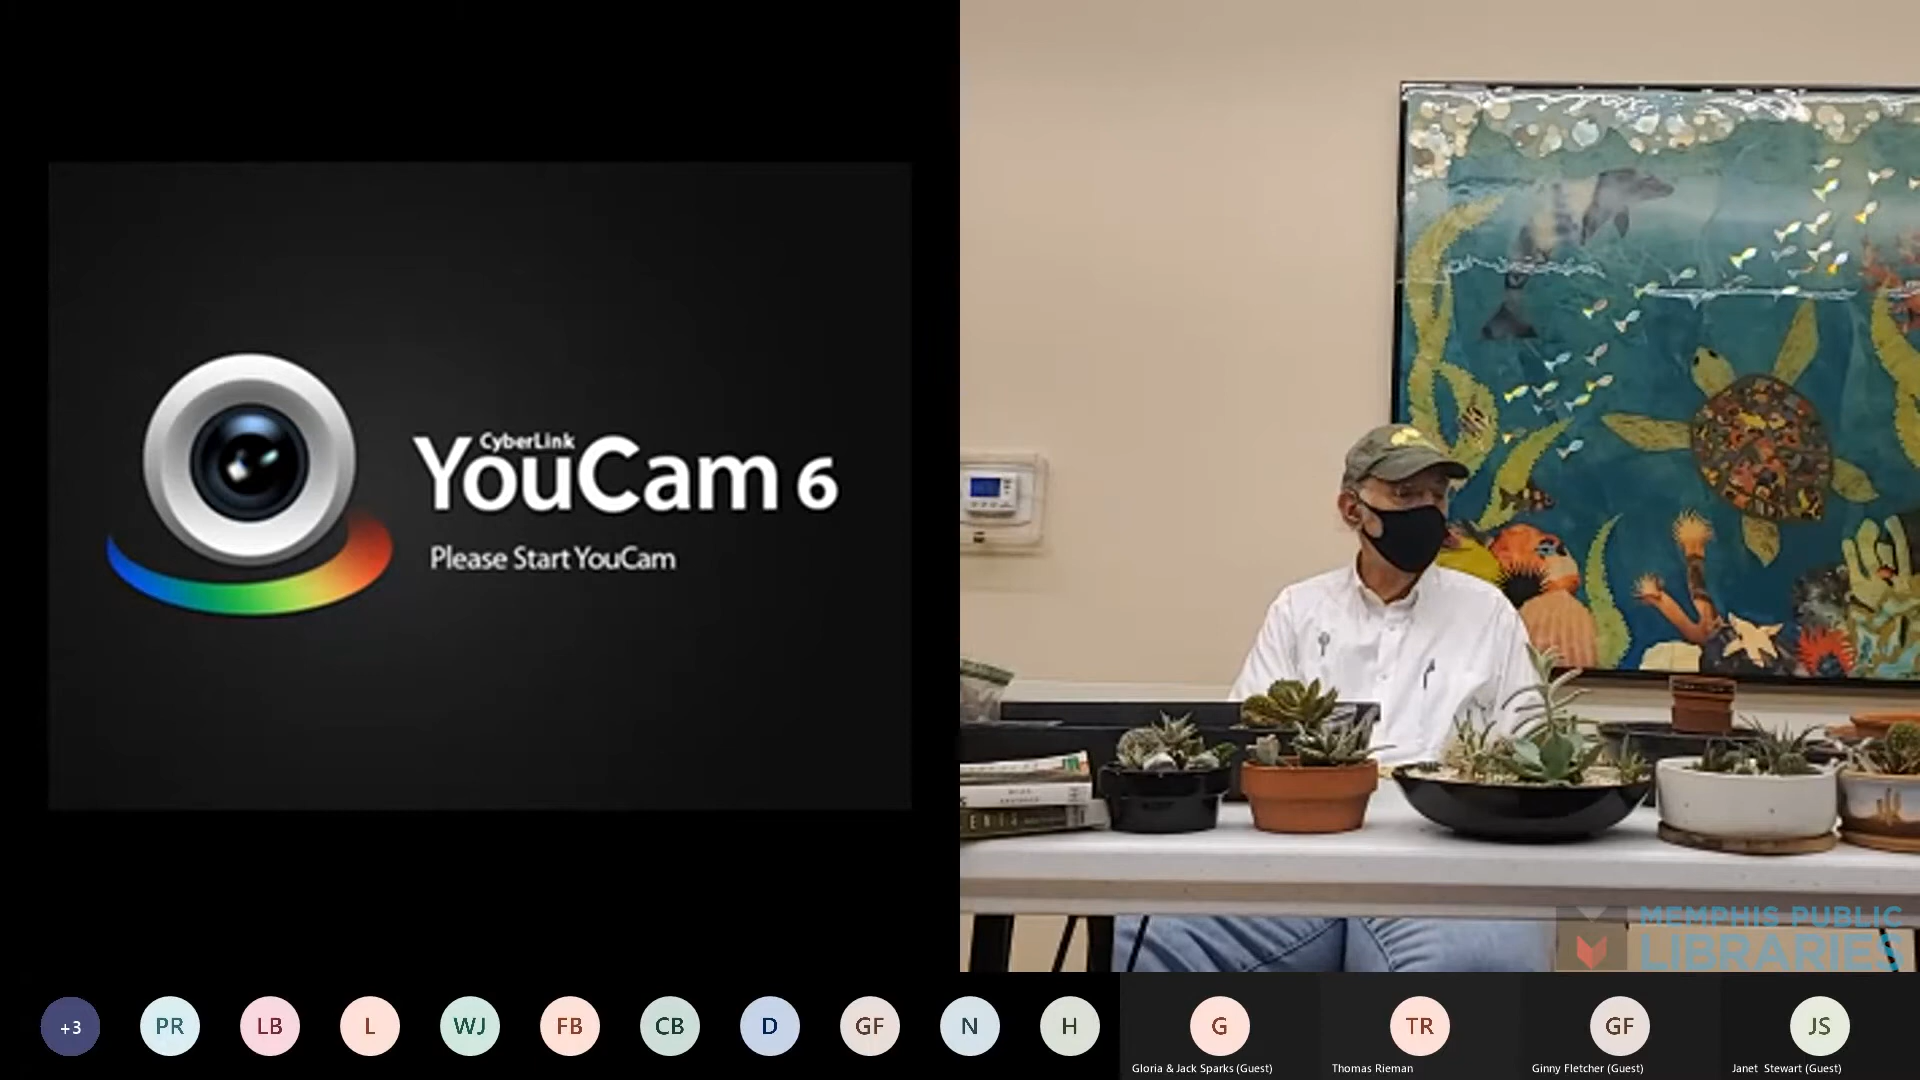 CyberLink
YouCam 6
Please Start YouCam
MEMPHIS PUBLIC
LIBRARIES
+3
PR
LB
L
WJ
FB
CB
D
GF
N
H
G
TR
GF
JS
Gloria & Jack Sparks (Guest)
Thomas Rieman
Ginny Fletcher (Guest)
Janet Stewart (Guest)